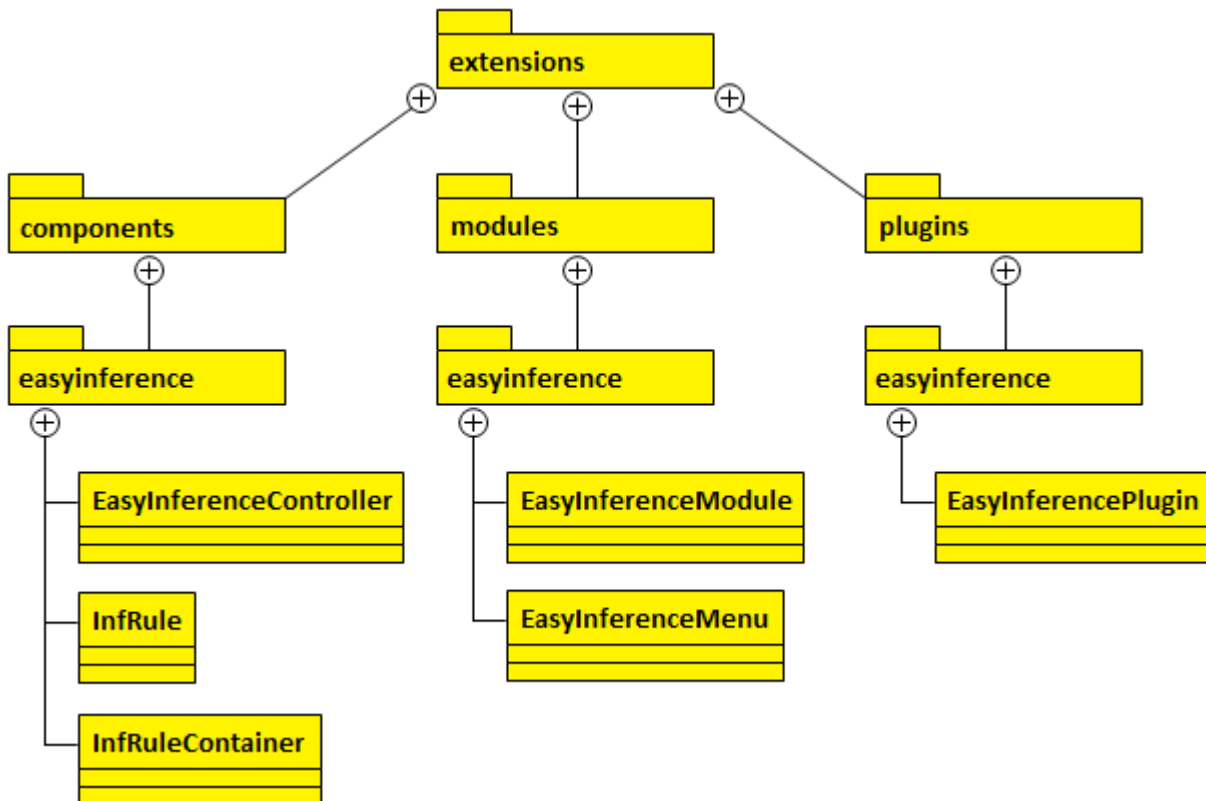 extensions
components
modules
plugins
easyinference
easyinference
easyinference
EasyInferenceController
EasyInferenceModule
EasyInferencePlugin
InfRule
EasyInferenceMenu
InfRuleContainer